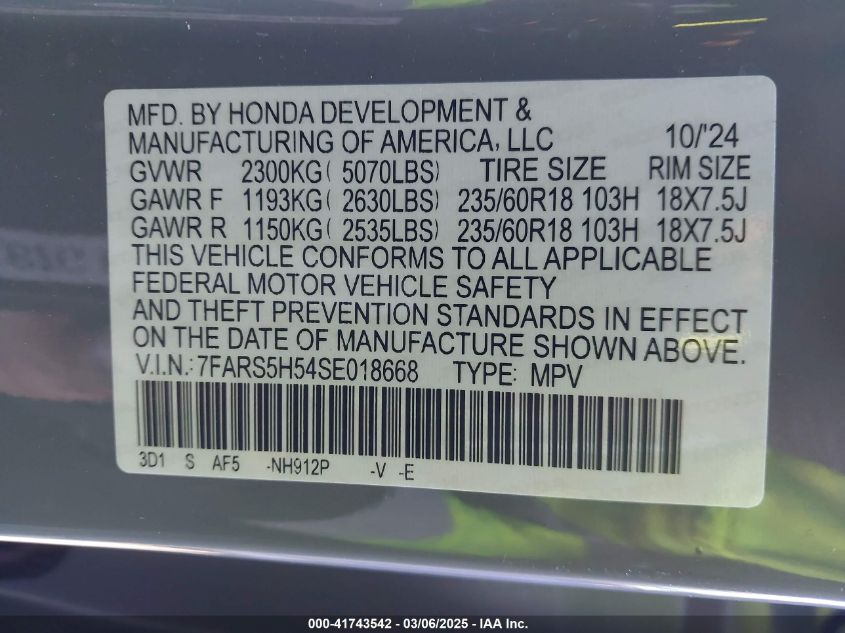 MFD. BY HONDA DEVELOPMENT &
MANUFACTURING OF AMERICA, LLC 10/'24
GVWR 2300KG( 5070LBS) TIRE SIZE RIM SIZE
GAWR F 1193KG( 2630LBS) 235/60R18 103H 18X7.5J
GAWR R 1150KG( 2535LBS) 235/60R18 103H 18X7.5J
THIS VEHICLE CONFORMS TO ALL APPLICABLE
FEDERAL MOTOR VEHICLE SAFETY
AND THEFT PREVENTION STANDARDS IN EFFECT
ON THE DATE OF MANUFACTURE SHOWN ABOVE.
V.I.N.: 7FARS5H54SE018668 TYPE: MPV
3D1 S AF5 -NH912P -V -E
000-41743542 - 03/06/2025 - IAA Inc.